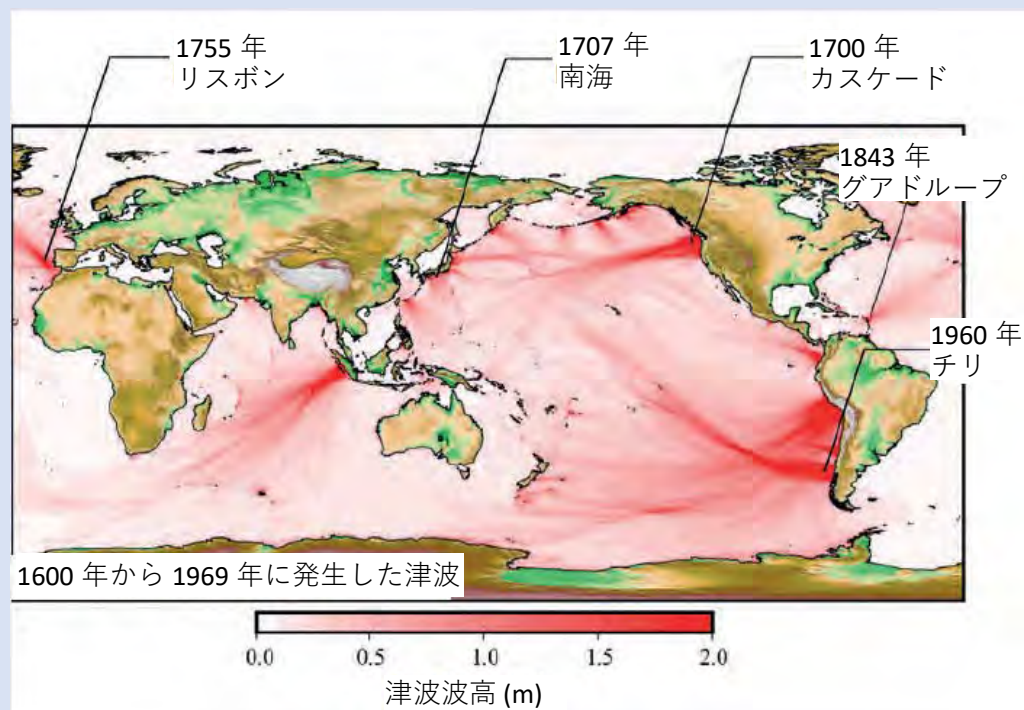 1755 年
リスボン
1707 年
南海
1700 年
カスケード
1843 年
グアドループ
1960 年
チリ
1600 年から 1969 年に発生した津波
0.0 0.5 1.0 1.5 2.0
津波波高 (m)